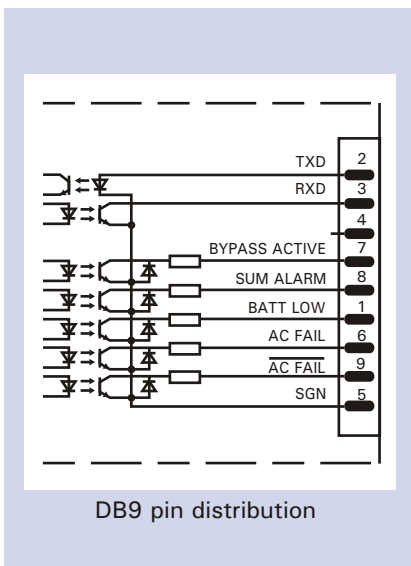 TXD 2
RXD 3
4
BYPASS ACTIVE 7
SUM ALARM 8
BATT LOW 1
AC FAIL 6
AC FAIL 9
SGN 5
DB9 pin distribution